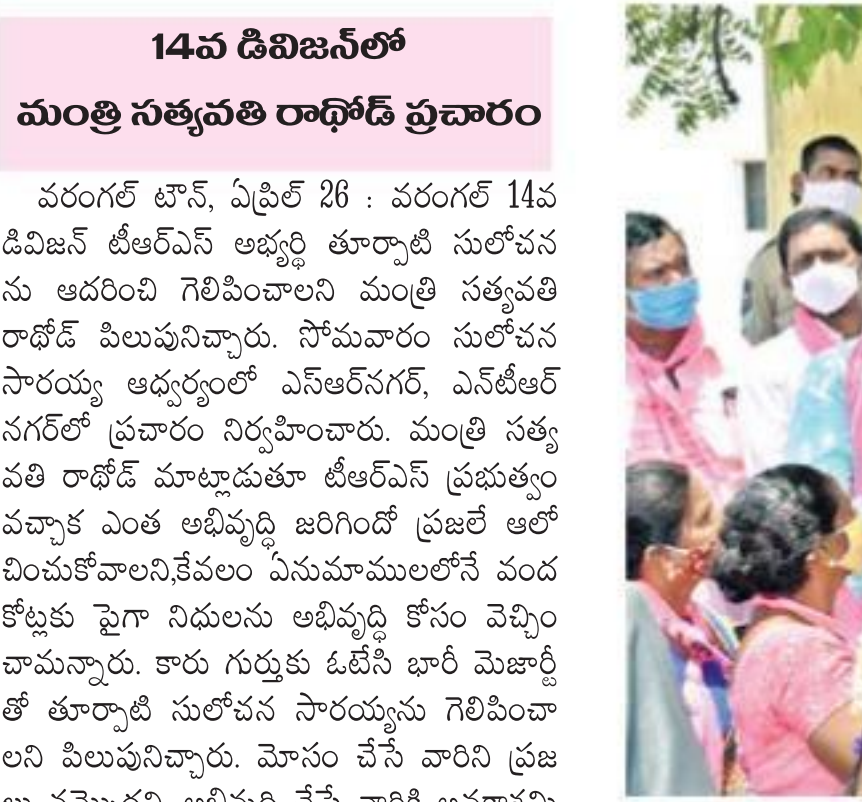 14వ డివిజన్‌లో
మంత్రి సత్యవతి రాథోడ్ ప్రచారం
వరంగల్ టౌన్, ఏప్రిల్ 26 : వరంగల్ 14వ
డివిజన్ టీఆర్ఎస్ అభ్యర్థి తూర్పాటి సులోచన
ను ఆదరించి గెలిపించాలని మంత్రి సత్యవతి
రాథోడ్ పిలుపునిచ్చారు. సోమవారం సులోచన
సారయ్య ఆధ్వర్యంలో ఎస్ఆర్‌నగర్, ఎన్‌టీఆర్
నగర్‌లో ప్రచారం నిర్వహించారు. మంత్రి సత్య
వతి రాథోడ్ మాట్లాడుతూ టీఆర్ఎస్ ప్రభుత్వం
వచ్చాక ఎంత అభివృద్ధి జరిగిందో ప్రజలే ఆలో
చించుకోవాలని,కేవలం ఏనుమాములలోనే వంద
కోట్లకు పైగా నిధులను అభివృద్ధి కోసం వెచ్చిం
చామన్నారు. కారు గుర్తుకు ఓటేసి భారీ మెజార్టీ
తో తూర్పాటి సులోచన సారయ్యను గెలిపించా
లని పిలుపునిచ్చారు. మోసం చేసే వారిని ప్రజ